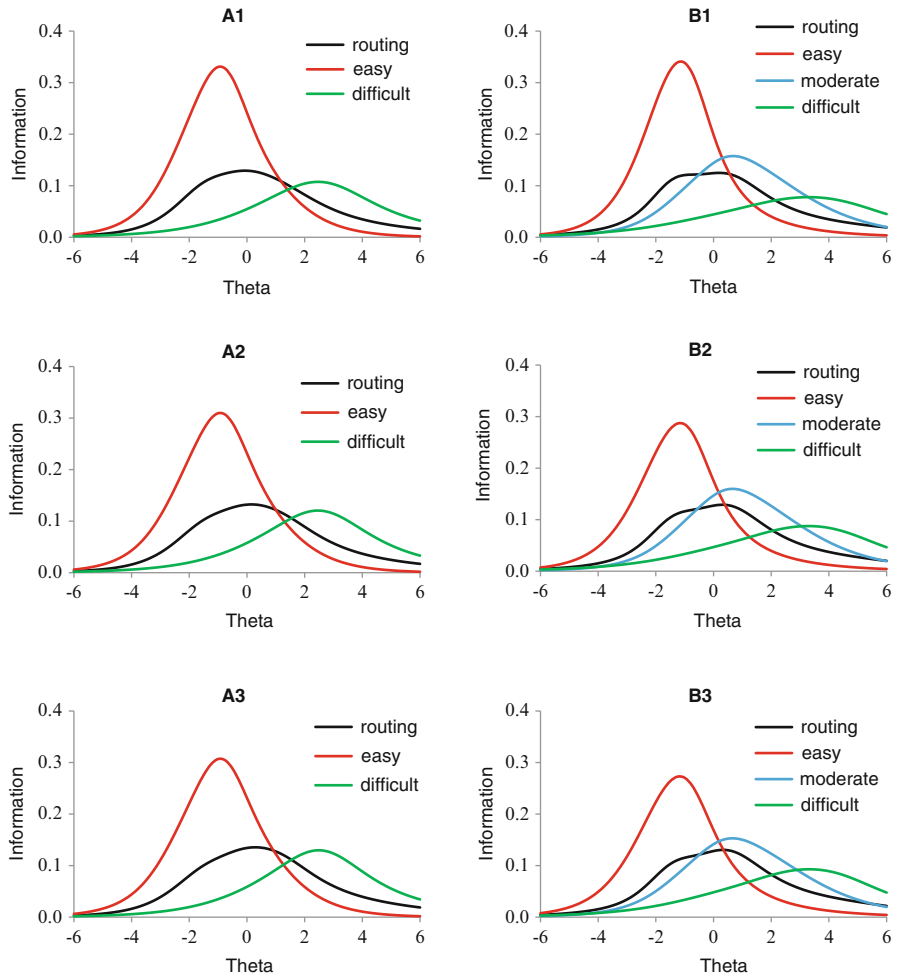 A1
0.4
0.3
0.2
0.1
0.0
Information
routing
easy
difficult
-6 -4 -2 0 2 4 6
Theta
B1
0.4
0.3
0.2
0.1
0.0
Information
routing
easy
moderate
difficult
-6 -4 -2 0 2 4 6
Theta
A2
0.4
0.3
0.2
0.1
0.0
Information
routing
easy
difficult
-6 -4 -2 0 2 4 6
Theta
B2
0.4
0.3
0.2
0.1
0.0
Information
routing
easy
moderate
difficult
-6 -4 -2 0 2 4 6
Theta
A3
0.4
0.3
0.2
0.1
0.0
Information
routing
easy
difficult
-6 -4 -2 0 2 4 6
Theta
B3
0.4
0.3
0.2
0.1
0.0
Information
routing
easy
moderate
difficult
-6 -4 -2 0 2 4 6
Theta